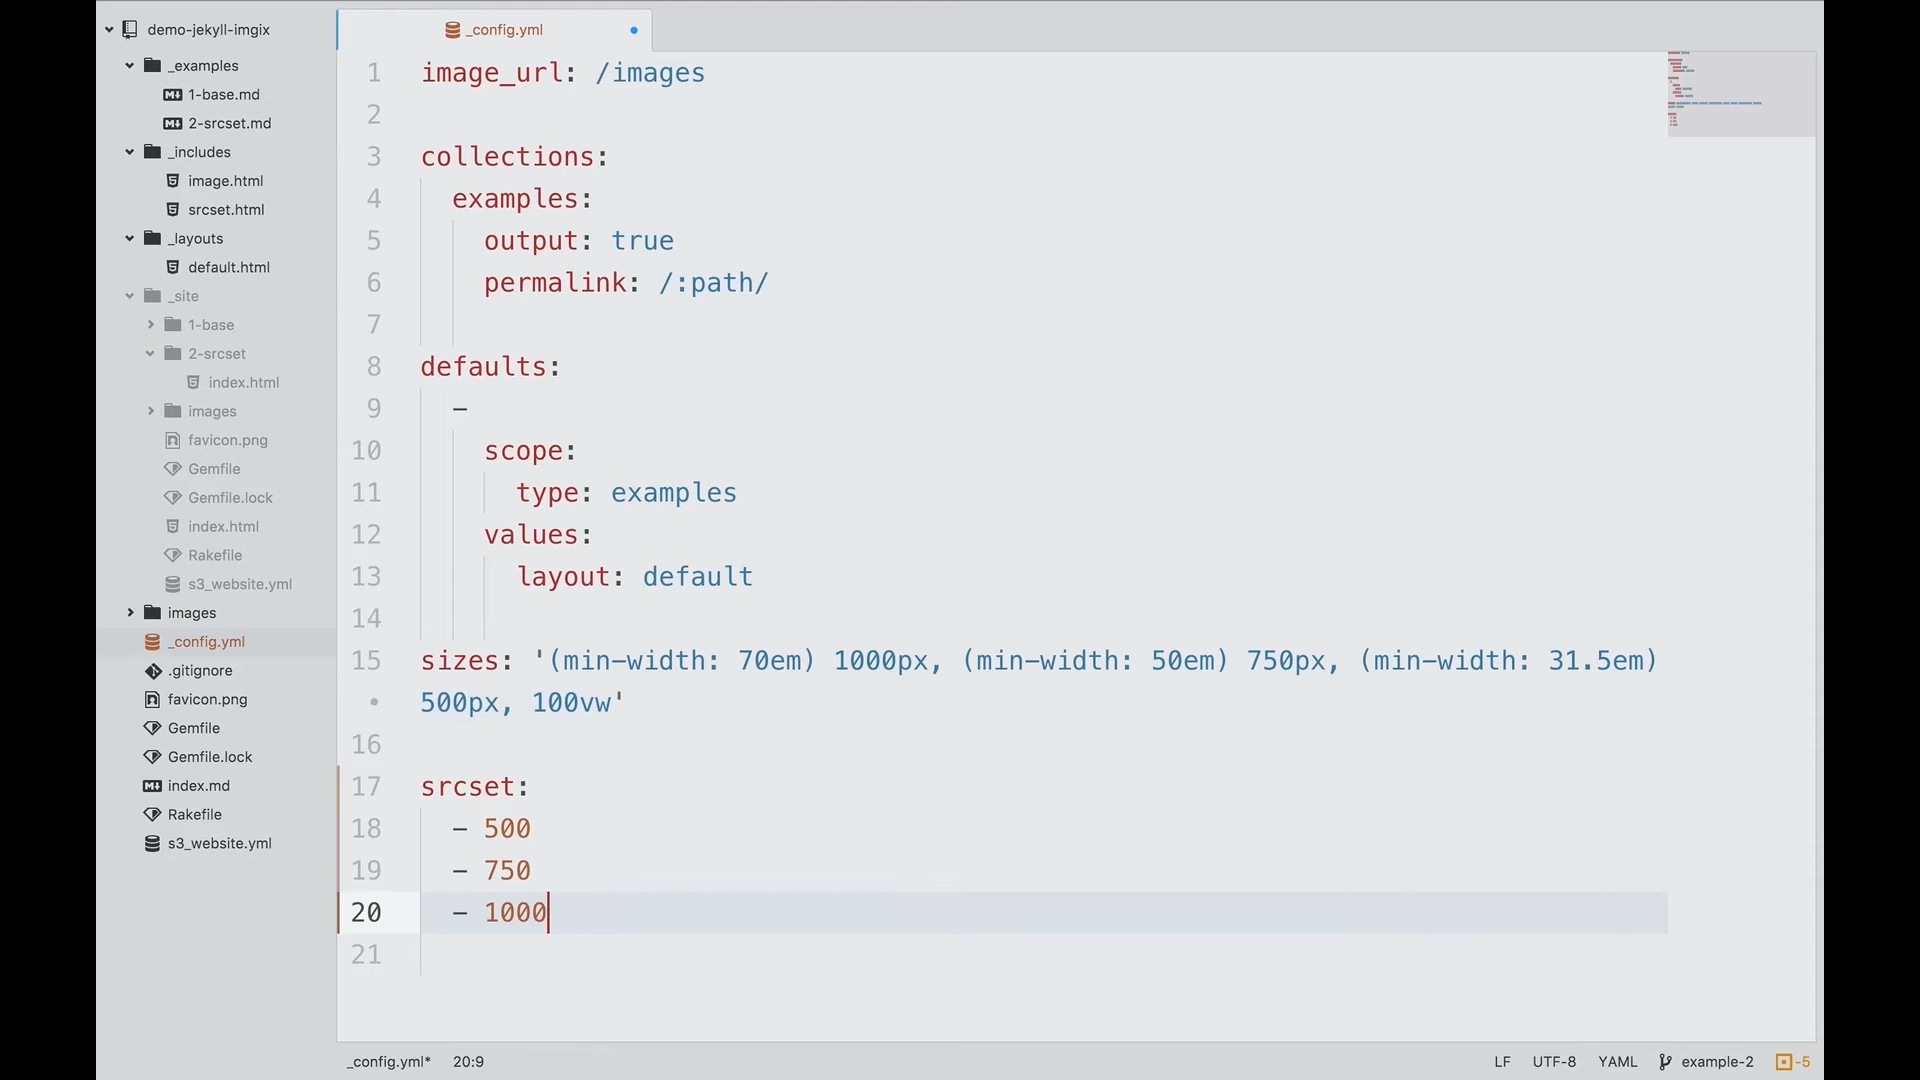 demo-jekyll-imgix
_examples
1-base.md
2-srcset.md
_includes
image.html
srcset.html
_layouts
default.html
_site
1-base
2-srcset
index.html
images
favicon.png
Gemfile
Gemfile.lock
index.html
Rakefile
s3_website.yml
images
_config.yml
.gitignore
favicon.png
Gemfile
Gemfile.lock
index.md
Rakefile
s3_website.yml
_config.yml
1 image_url: /images
2
3 collections:
4 examples:
5 output: true
6 permalink: /:path/
7
8 defaults:
9 -
10 scope:
11 type: examples
12 values:
13 layout: default
14
15 sizes: '(min-width: 70em) 1000px, (min-width: 50em) 750px, (min-width: 31.5em)
• 500px, 100vw'
16
17 srcset:
18 - 500
19 - 750
20 - 1000
21
_config.yml* 20:9 LF UTF-8 YAML example-2 -5